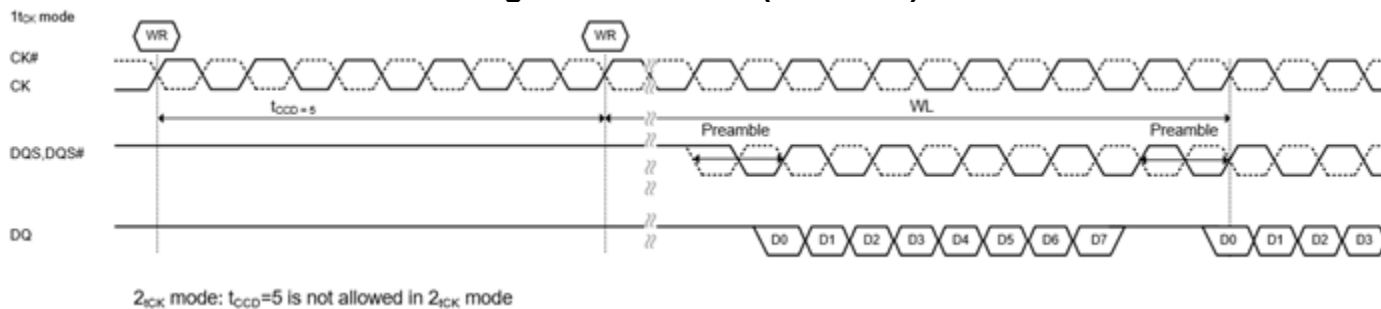 1tCK mode
WR WR
CK#
CK
tCCD = 5 WL
Preamble Preamble
DQS,DQS#
DQ D0 D1 D2 D3 D4 D5 D6 D7 D0 D1 D2 D3
2tCK mode: tCCD=5 is not allowed in 2tCK mode